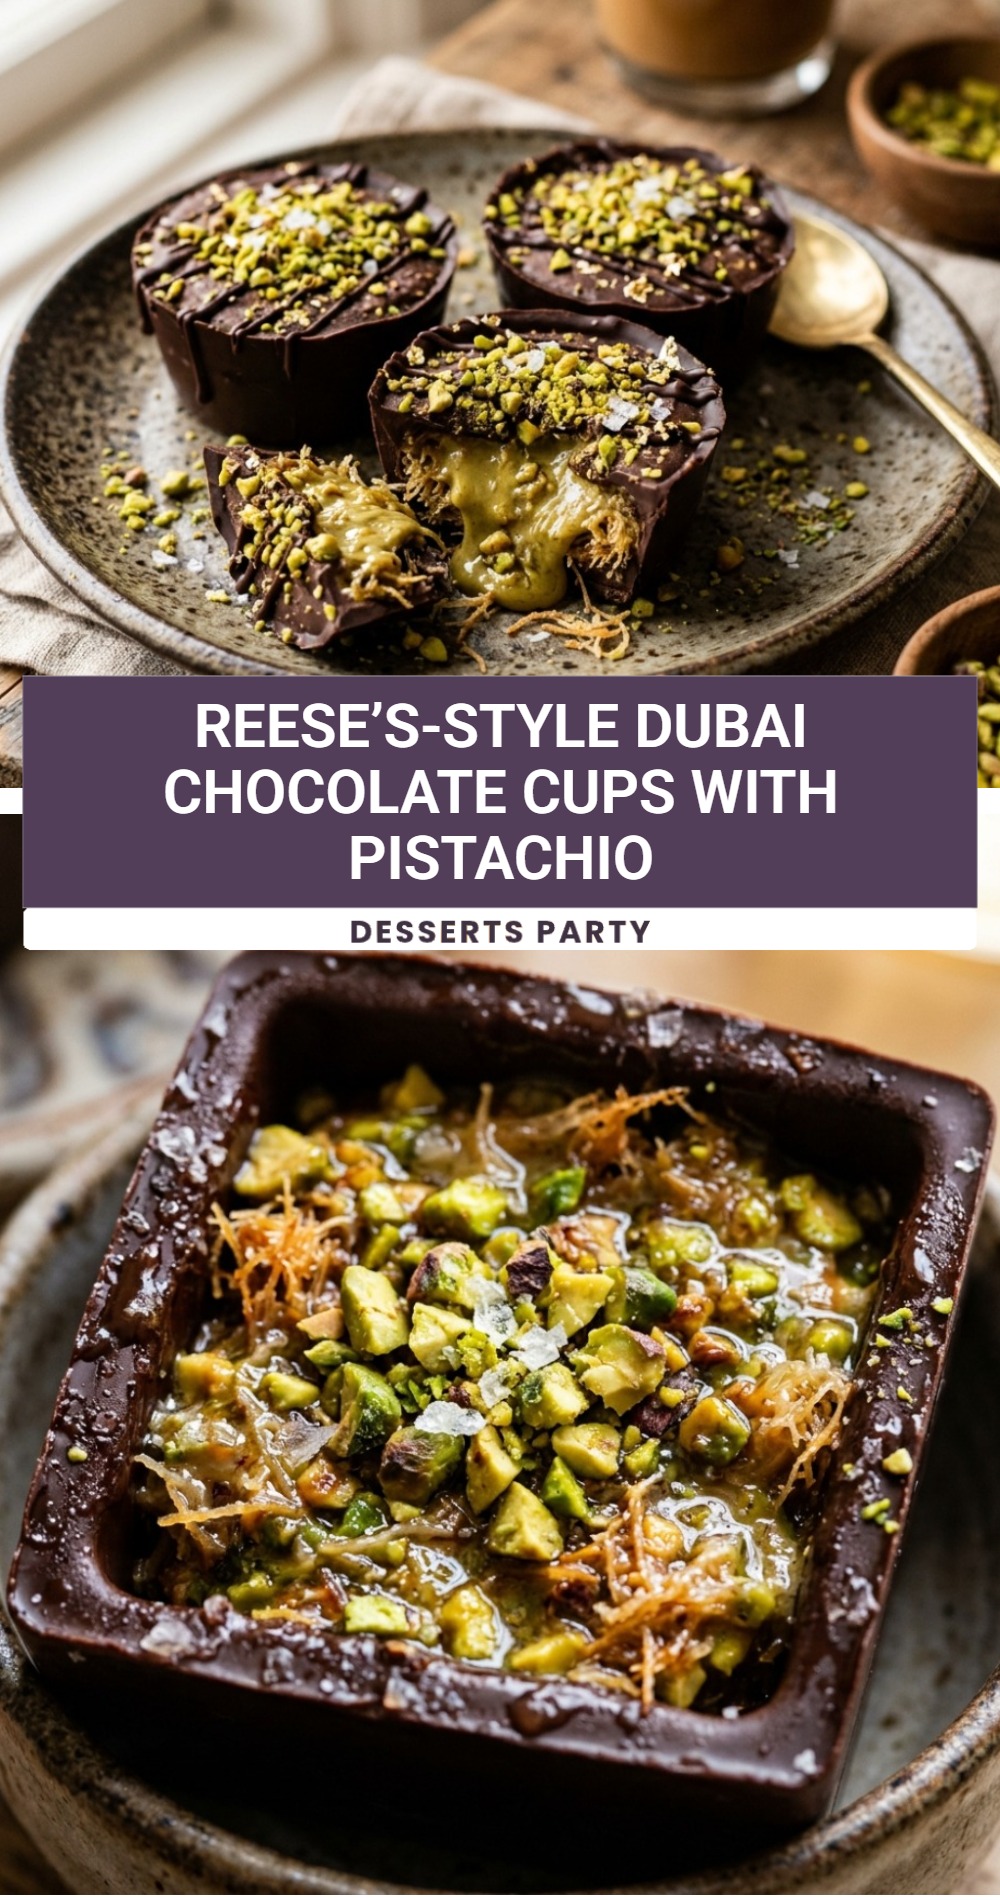 REESE’S-STYLE DUBAI
CHOCOLATE CUPS WITH
PISTACHIO
DESSERTS PARTY